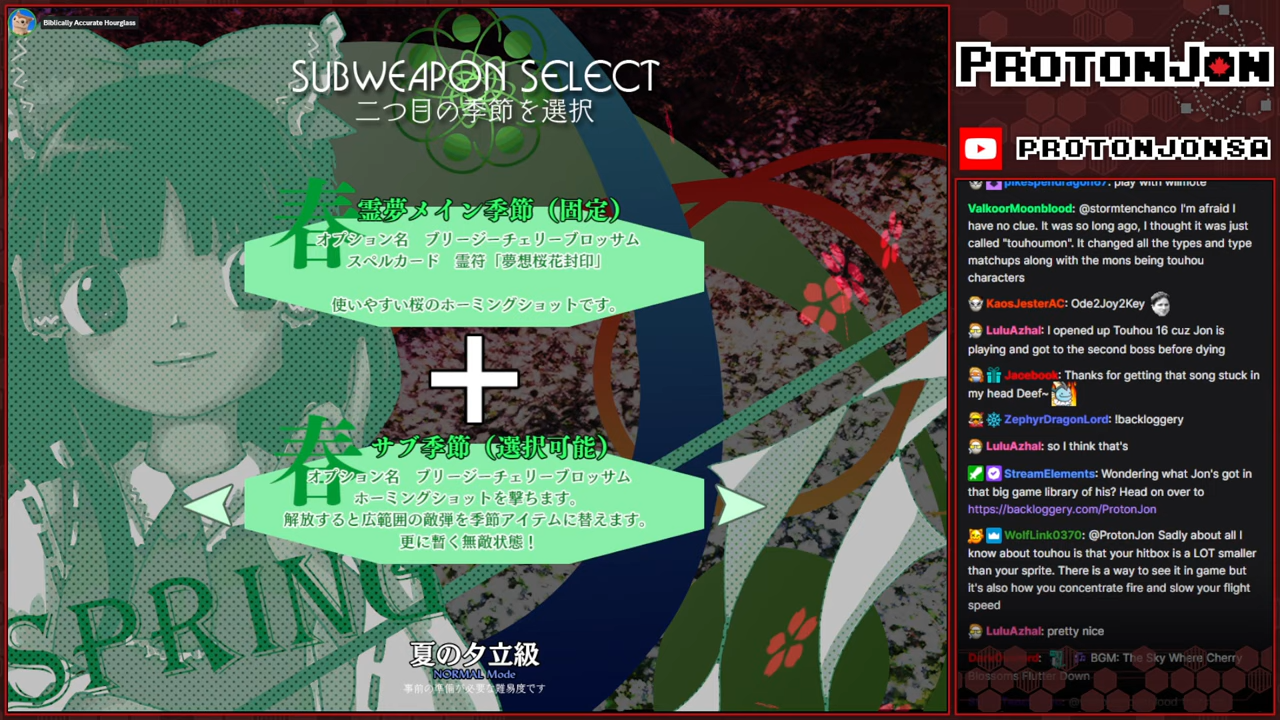 Biblically Accurate Hourglass
SUBWEAPON SELECT
二つ目の季節を選択
春
霊夢メイン季節（固定）
オプション名　ブリージーチェリーブロッサム
スペルカード　霊符「夢想桜花封印」
使いやすい桜のホーミングショットです。
春
サブ季節（選択可能）
オプション名　ブリージーチェリーブロッサム
ホーミングショットを撃ちます。
解放すると広範囲の敵弾を季節アイテムに替えます。
更に暫く無敵状態！
SPRING
夏の夕立級
NORMAL Mode
事前の準備が必要な難易度です
PROTONJON
PROTONJONSA
pikespendragon67: play with wiimote
ValkoorMoonblood: @stormtenchanco I'm afraid I
have no clue. It was so long ago, I thought it was just
called "touhoumon". It changed all the types and type
matchups along with the mons being touhou
characters
KaosJesterAC: Ode2Joy2Key
LuluAzhal: I opened up Touhou 16 cuz Jon is
playing and got to the second boss before dying
Jacebook: Thanks for getting that song stuck in
my head Deef~
ZephyrDragonLord: !backloggery
LuluAzhal: so I think that's
StreamElements: Wondering what Jon's got in
that big game library of his? Head on over to
https://backloggery.com/ProtonJon
WolfLink0370: @ProtonJon Sadly about all I
know about touhou is that your hitbox is a LOT smaller
than your sprite. There is a way to see it in game but
it's also how you concentrate fire and slow your flight
speed
LuluAzhal: pretty nice
BGM: The Sky Where Cherry
Blossoms Flutter Down